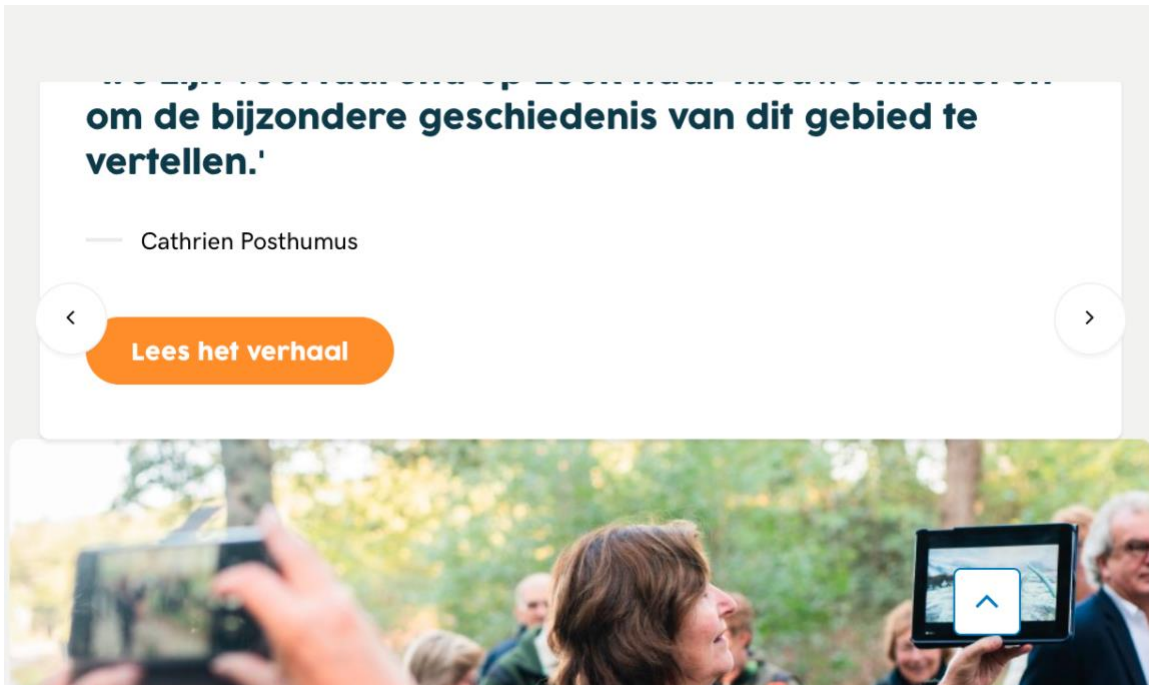 om de bijzondere geschiedenis van dit gebied te
vertellen.'
Cathrien Posthumus
Lees het verhaal